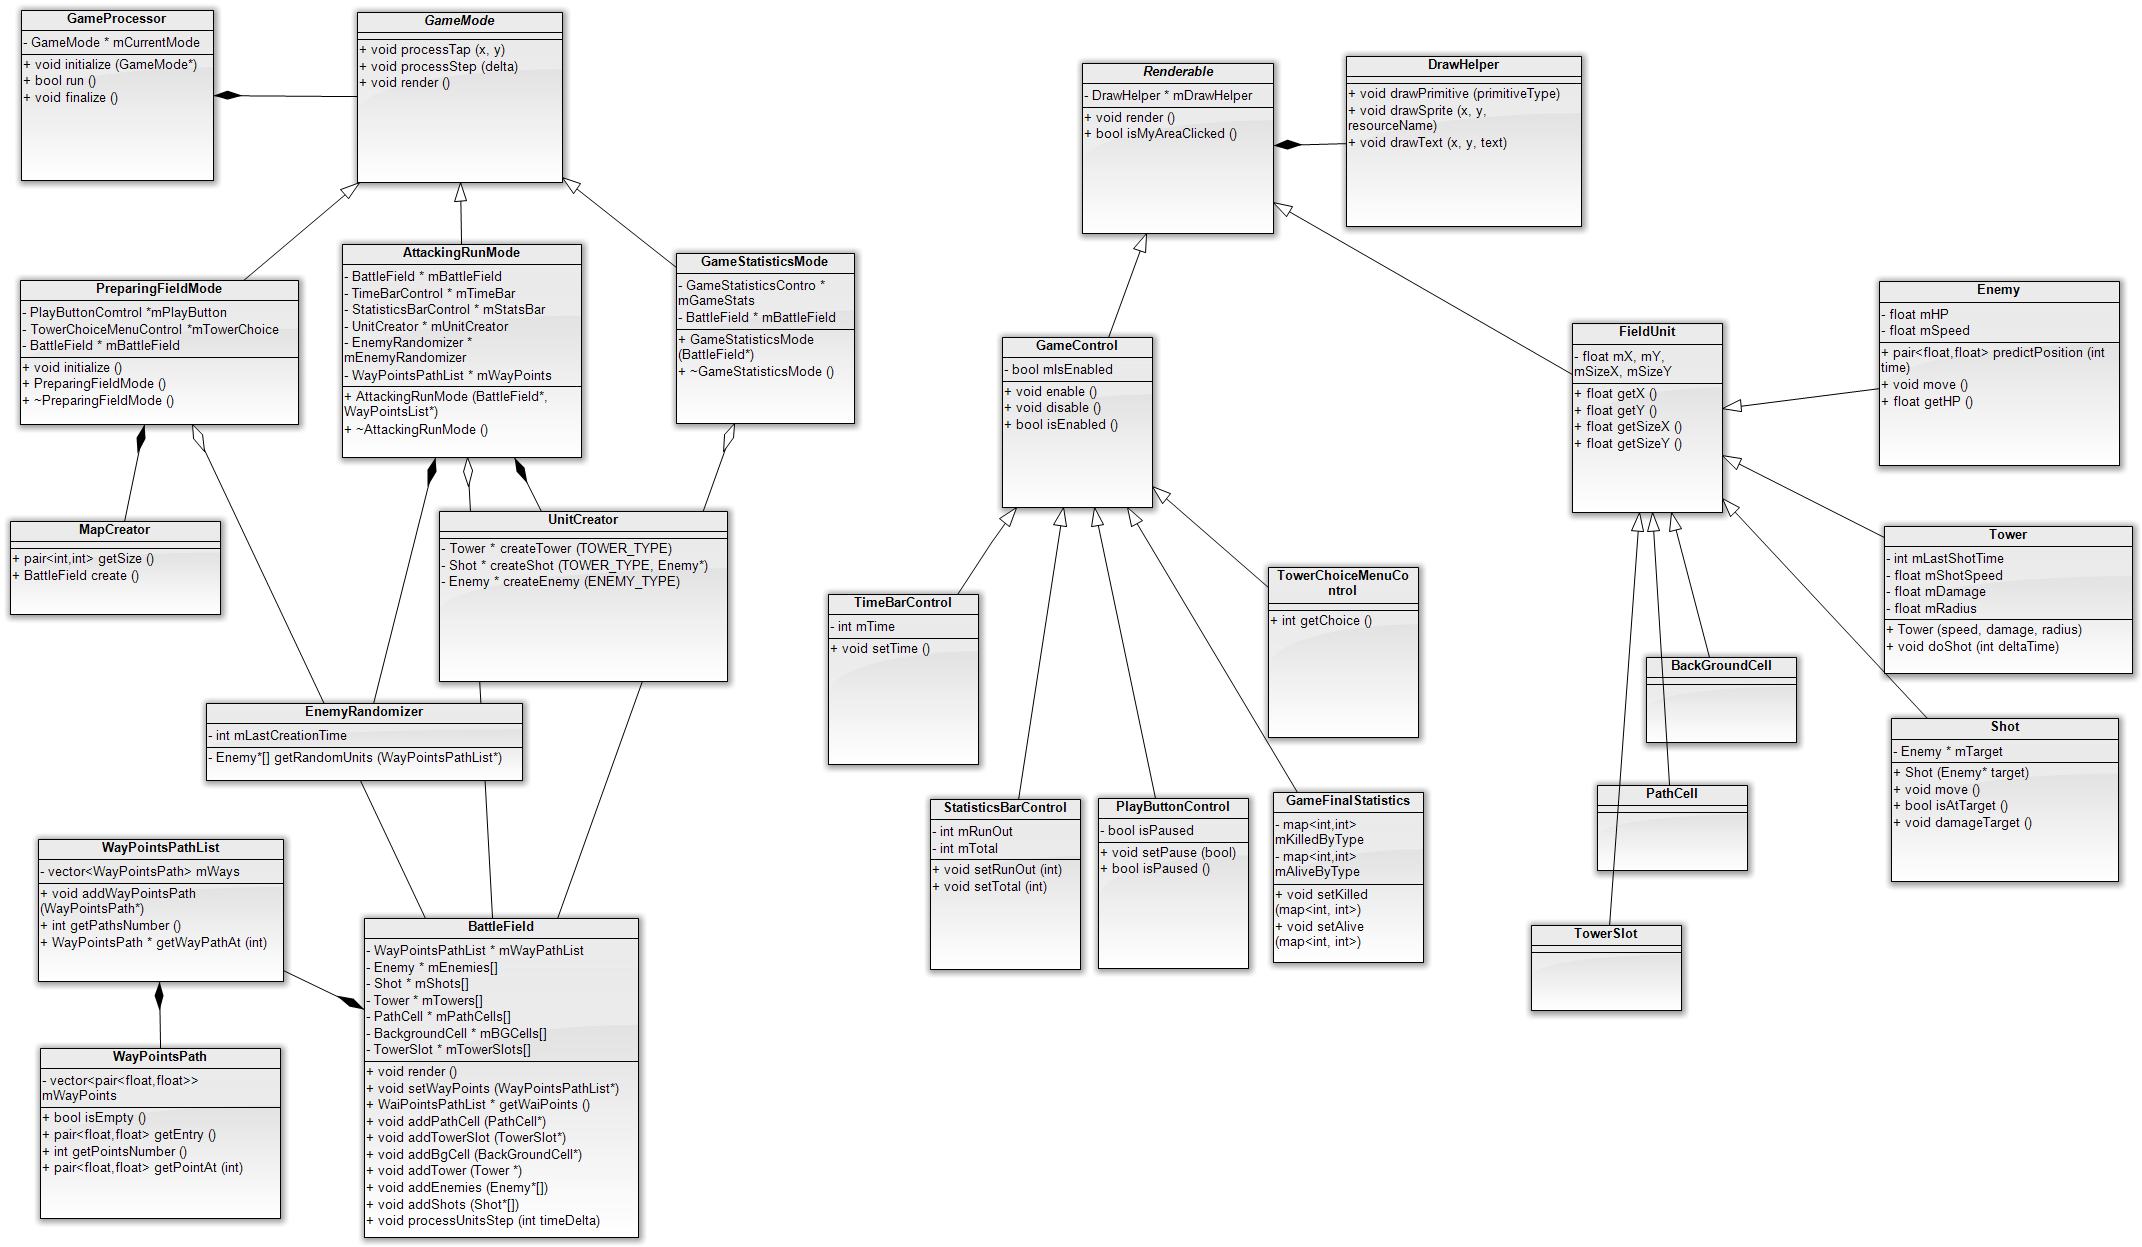 GameProcessor
- GameMode * mCurrentMode
+ void initialize (GameMode*)
+ bool run ()
+ void finalize ()
GameMode
+ void processTap (x, y)
+ void processStep (delta)
+ void render ()
Renderable
- DrawHelper * mDrawHelper
+ void render ()
+ bool isMyAreaClicked ()
DrawHelper
+ void drawPrimitive (primitiveType)
+ void drawSprite (x, y,
resourceName)
+ void drawText (x, y, text)
PreparingFieldMode
- PlayButtonComtrol *mPlayButton
- TowerChoiceMenuControl *mTowerChoice
- BattleField * mBattleField
+ void initialize ()
+ PreparingFieldMode ()
+ ~PreparingFieldMode ()
AttackingRunMode
- BattleField * mBattleField
- TimeBarControl * mTimeBar
- StatisticsBarControl * mStatsBar
- UnitCreator * mUnitCreator
- EnemyRandomizer *
mEnemyRandomizer
- WayPointsPathList * mWayPoints
+ AttackingRunMode (BattleField*,
WayPointsList*)
+ ~AttackingRunMode ()
GameStatisticsMode
- GameStatisticsContro *
mGameStats
- BattleField * mBattleField
+ GameStatisticsMode
(BattleField*)
+ ~GameStatisticsMode ()
GameControl
- bool mIsEnabled
+ void enable ()
+ void disable ()
+ bool isEnabled ()
FieldUnit
- float mX, mY,
mSizeX, mSizeY
+ float getX ()
+ float getY ()
+ float getSizeX ()
+ float getSizeY ()
Enemy
- float mHP
- float mSpeed
+ pair<float,float> predictPosition (int
time)
+ void move ()
+ float getHP ()
MapCreator
+ pair<int,int> getSize ()
+ BattleField create ()
UnitCreator
- Tower * createTower (TOWER_TYPE)
- Shot * createShot (TOWER_TYPE, Enemy*)
- Enemy * createEnemy (ENEMY_TYPE)
TimeBarControl
- int mTime
+ void setTime ()
TowerChoiceMenuCo
ntrol
+ int getChoice ()
Tower
- int mLastShotTime
- float mShotSpeed
- float mDamage
- float mRadius
+ Tower (speed, damage, radius)
+ void doShot (int deltaTime)
BackGroundCell
EnemyRandomizer
- int mLastCreationTime
- Enemy*[] getRandomUnits (WayPointsPathList*)
StatisticsBarControl
- int mRunOut
- int mTotal
+ void setRunOut (int)
+ void setTotal (int)
PlayButtonControl
- bool isPaused
+ void setPause (bool)
+ bool isPaused ()
GameFinalStatistics
- map<int,int>
mKilledByType
- map<int,int>
mAliveByType
+ void setKilled
(map<int, int>)
+ void setAlive
(map<int, int>)
PathCell
Shot
- Enemy * mTarget
+ Shot (Enemy* target)
+ void move ()
+ bool isAtTarget ()
+ void damageTarget ()
WayPointsPathList
- vector<WayPointsPath> mWays
+ void addWayPointsPath
(WayPointsPath*)
+ int getPathsNumber ()
+ WayPointsPath * getWayPathAt (int)
BattleField
- WayPointsPathList * mWayPathList
- Enemy * mEnemies[]
- Shot * mShots[]
- Tower * mTowers[]
- PathCell * mPathCells[]
- BackgroundCell * mBGCells[]
- TowerSlot * mTowerSlots[]
+ void render ()
+ void setWayPoints (WayPointsPathList*)
+ WaiPointsPathList * getWaiPoints ()
+ void addPathCell (PathCell*)
+ void addTowerSlot (TowerSlot*)
+ void addBgCell (BackGroundCell*)
+ void addTower (Tower *)
+ void addEnemies (Enemy*[])
+ void addShots (Shot*[])
+ void processUnitsStep (int timeDelta)
TowerSlot
WayPointsPath
- vector<pair<float,float>>
mWayPoints
+ bool isEmpty ()
+ pair<float,float> getEntry ()
+ int getPointsNumber ()
+ pair<float,float> getPointAt (int)